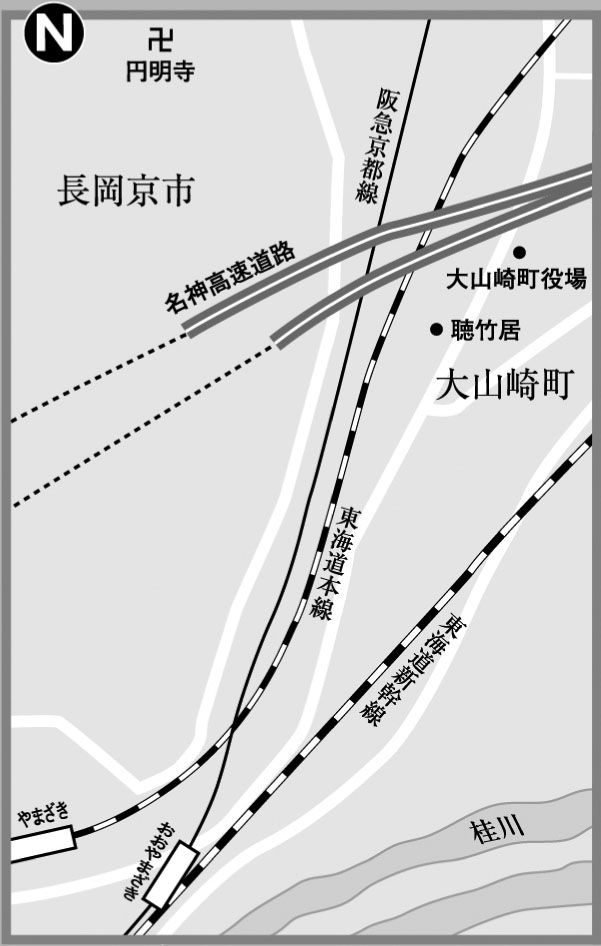 N
卍
円明寺
阪急京都線
長岡京市
名神高速道路
大山崎町役場
聴竹居
大山崎町
東海道本線
東海道新幹線
やまざき
おおやまざき
桂川